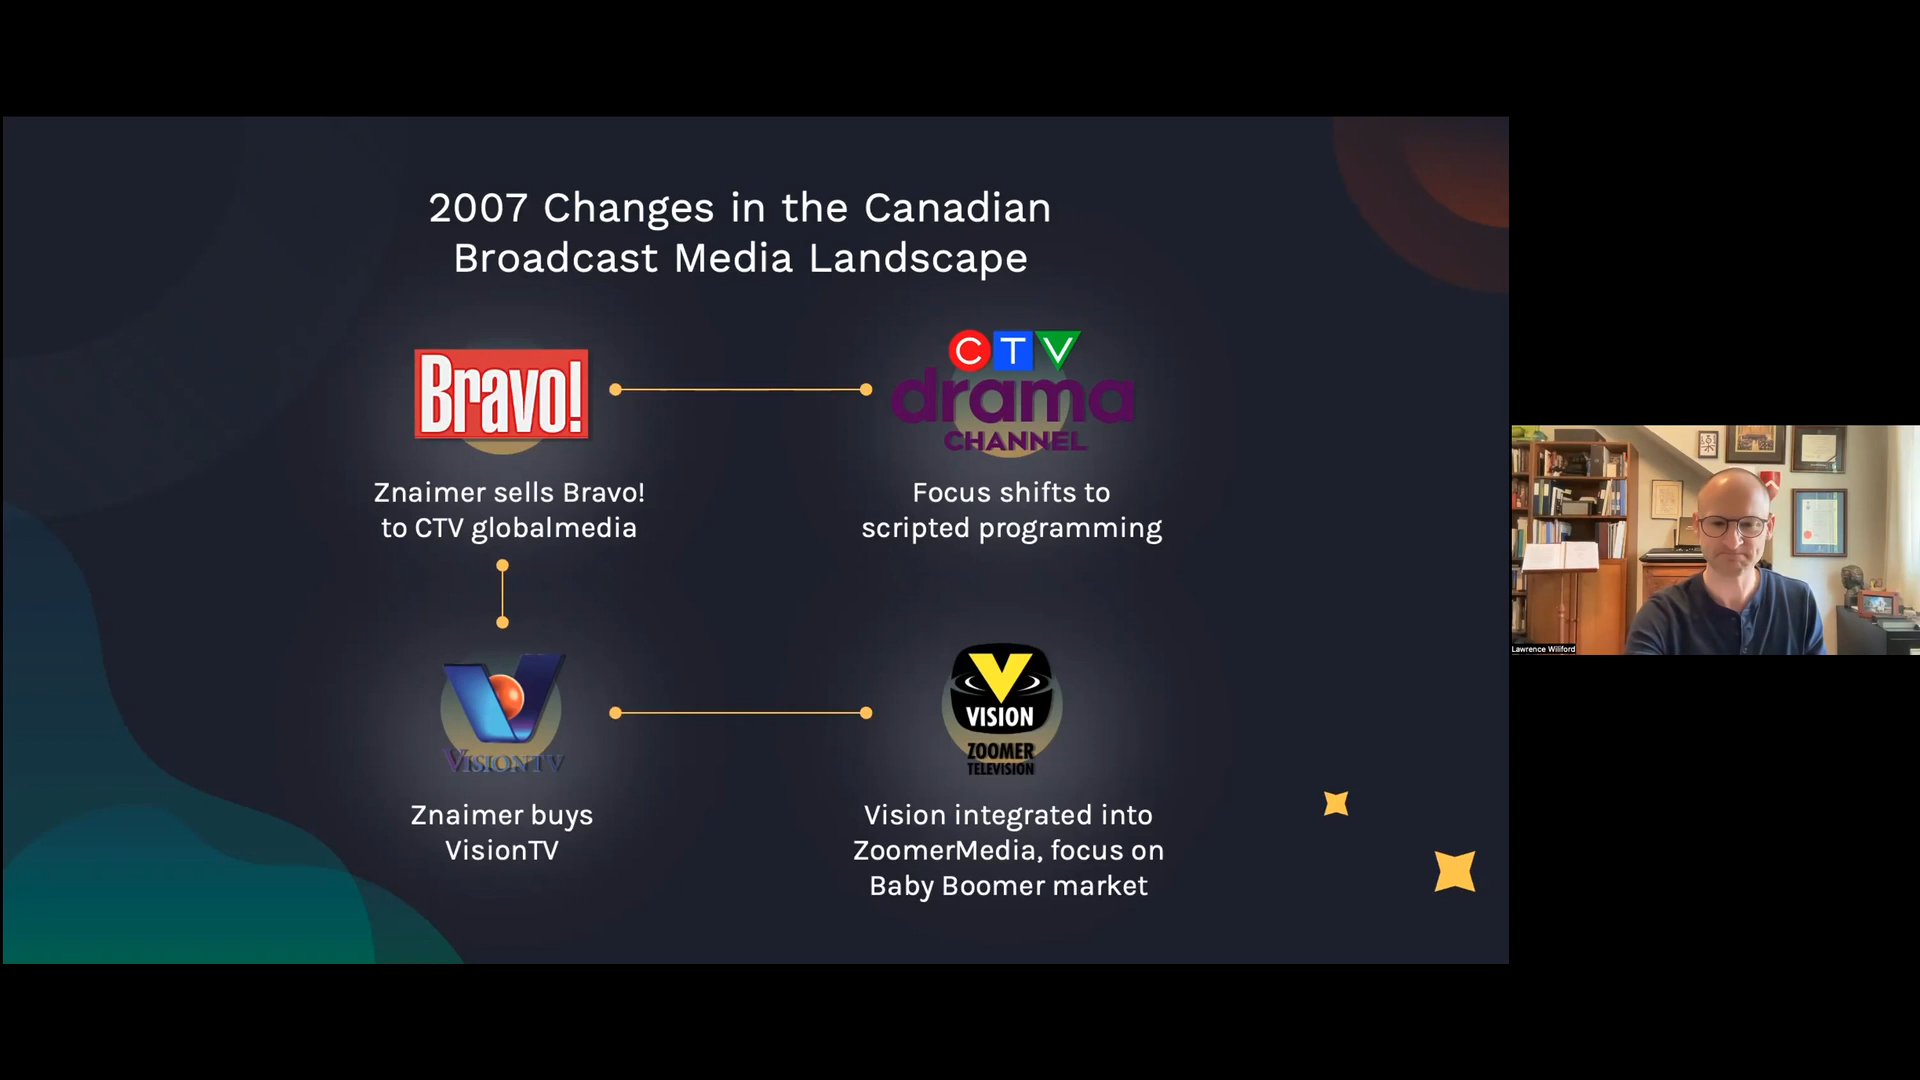 2007 Changes in the Canadian
Broadcast Media Landscape
Bravo!
Znaimer sells Bravo!
to CTV globalmedia
CTV
drama
CHANNEL
Focus shifts to
scripted programming
VISIONTV
Znaimer buys
VisionTV
V
VISION
ZOOMER
TELEVISION
Vision integrated into
ZoomerMedia, focus on
Baby Boomer market
Lawrence Wiliford